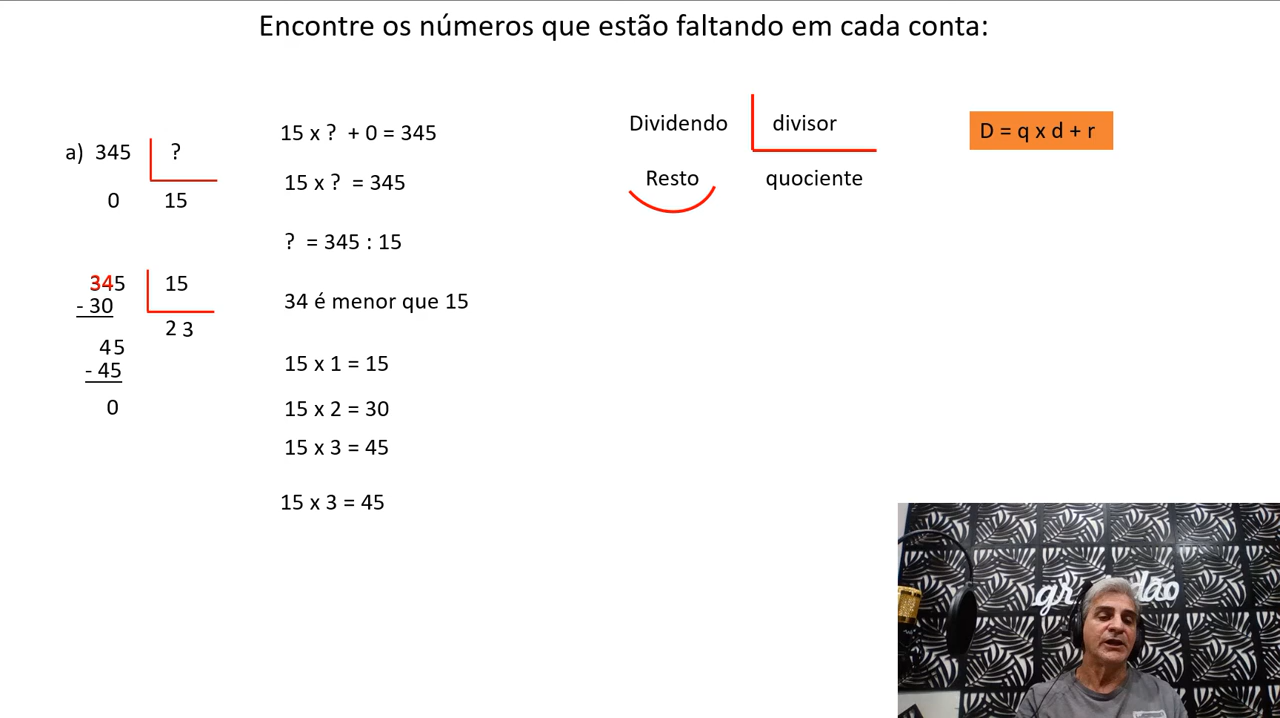 Encontre os números que estão faltando em cada conta:
a) 345 ?
0 15
345 15
- 30
2 3
45
- 45
0
15 x ? + 0 = 345
15 x ? = 345
? = 345 : 15
34 é menor que 15
15 x 1 = 15
15 x 2 = 30
15 x 3 = 45
15 x 3 = 45
Dividendo divisor
Resto quociente
D = q x d + r